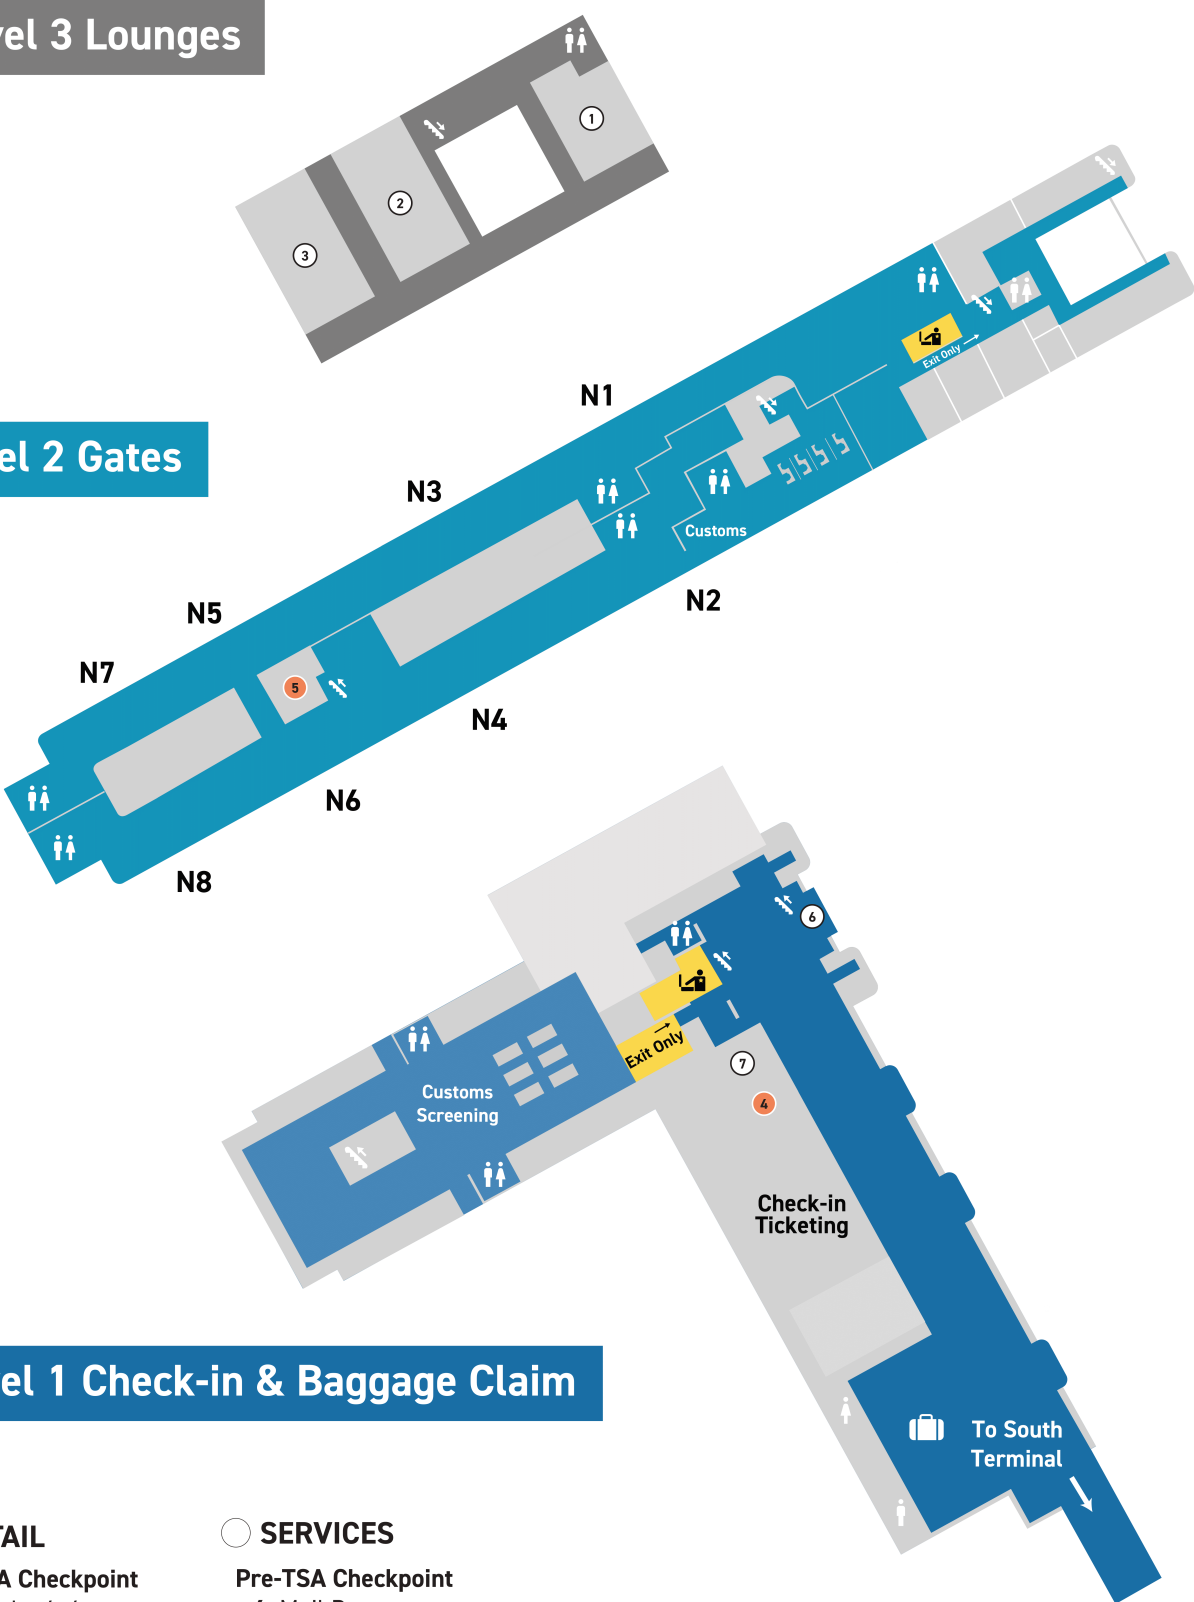 el 3 Lounges
1
2
3
Exit Only
N1
el 2 Gates
N3
Customs
N2
N5
N7
5
N4
N6
N8
6
Exit Only
7
Customs
Screening
4
Check-in
Ticketing
el 1 Check-in & Baggage Claim
To South
Terminal
TAIL
SERVICES
A Checkpoint
Pre-TSA Checkpoint